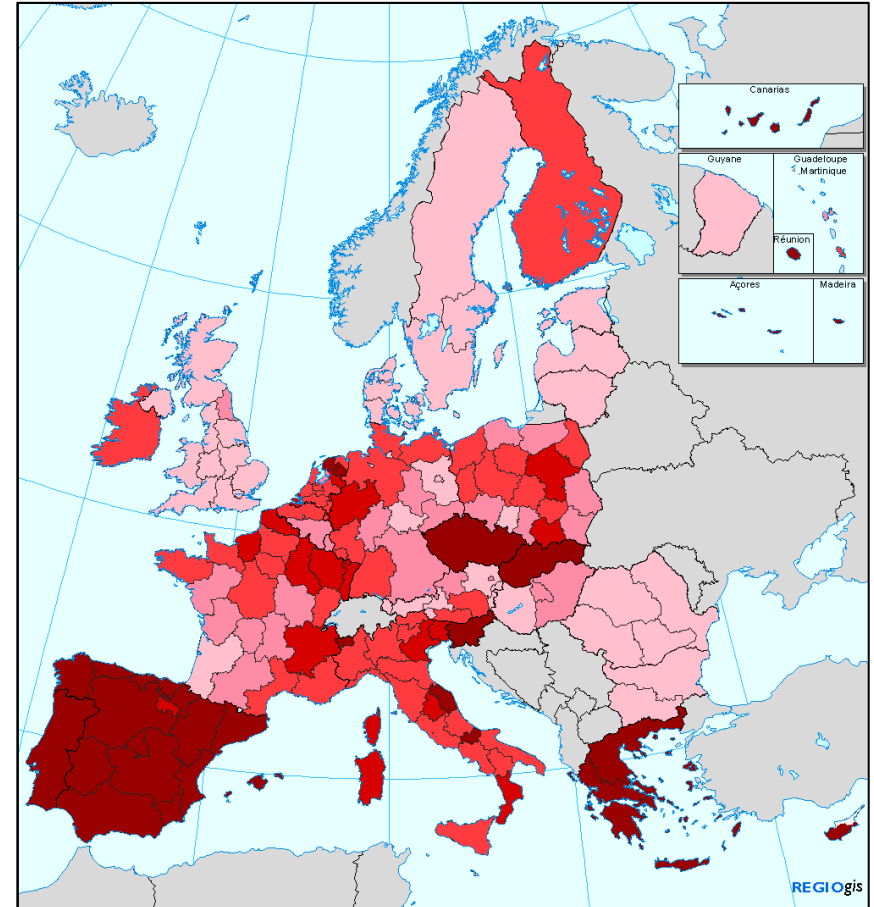 Canarias
Guyane
Guadeloupe
Martinique
Réunion
Açores
Madeira
REGIOgis